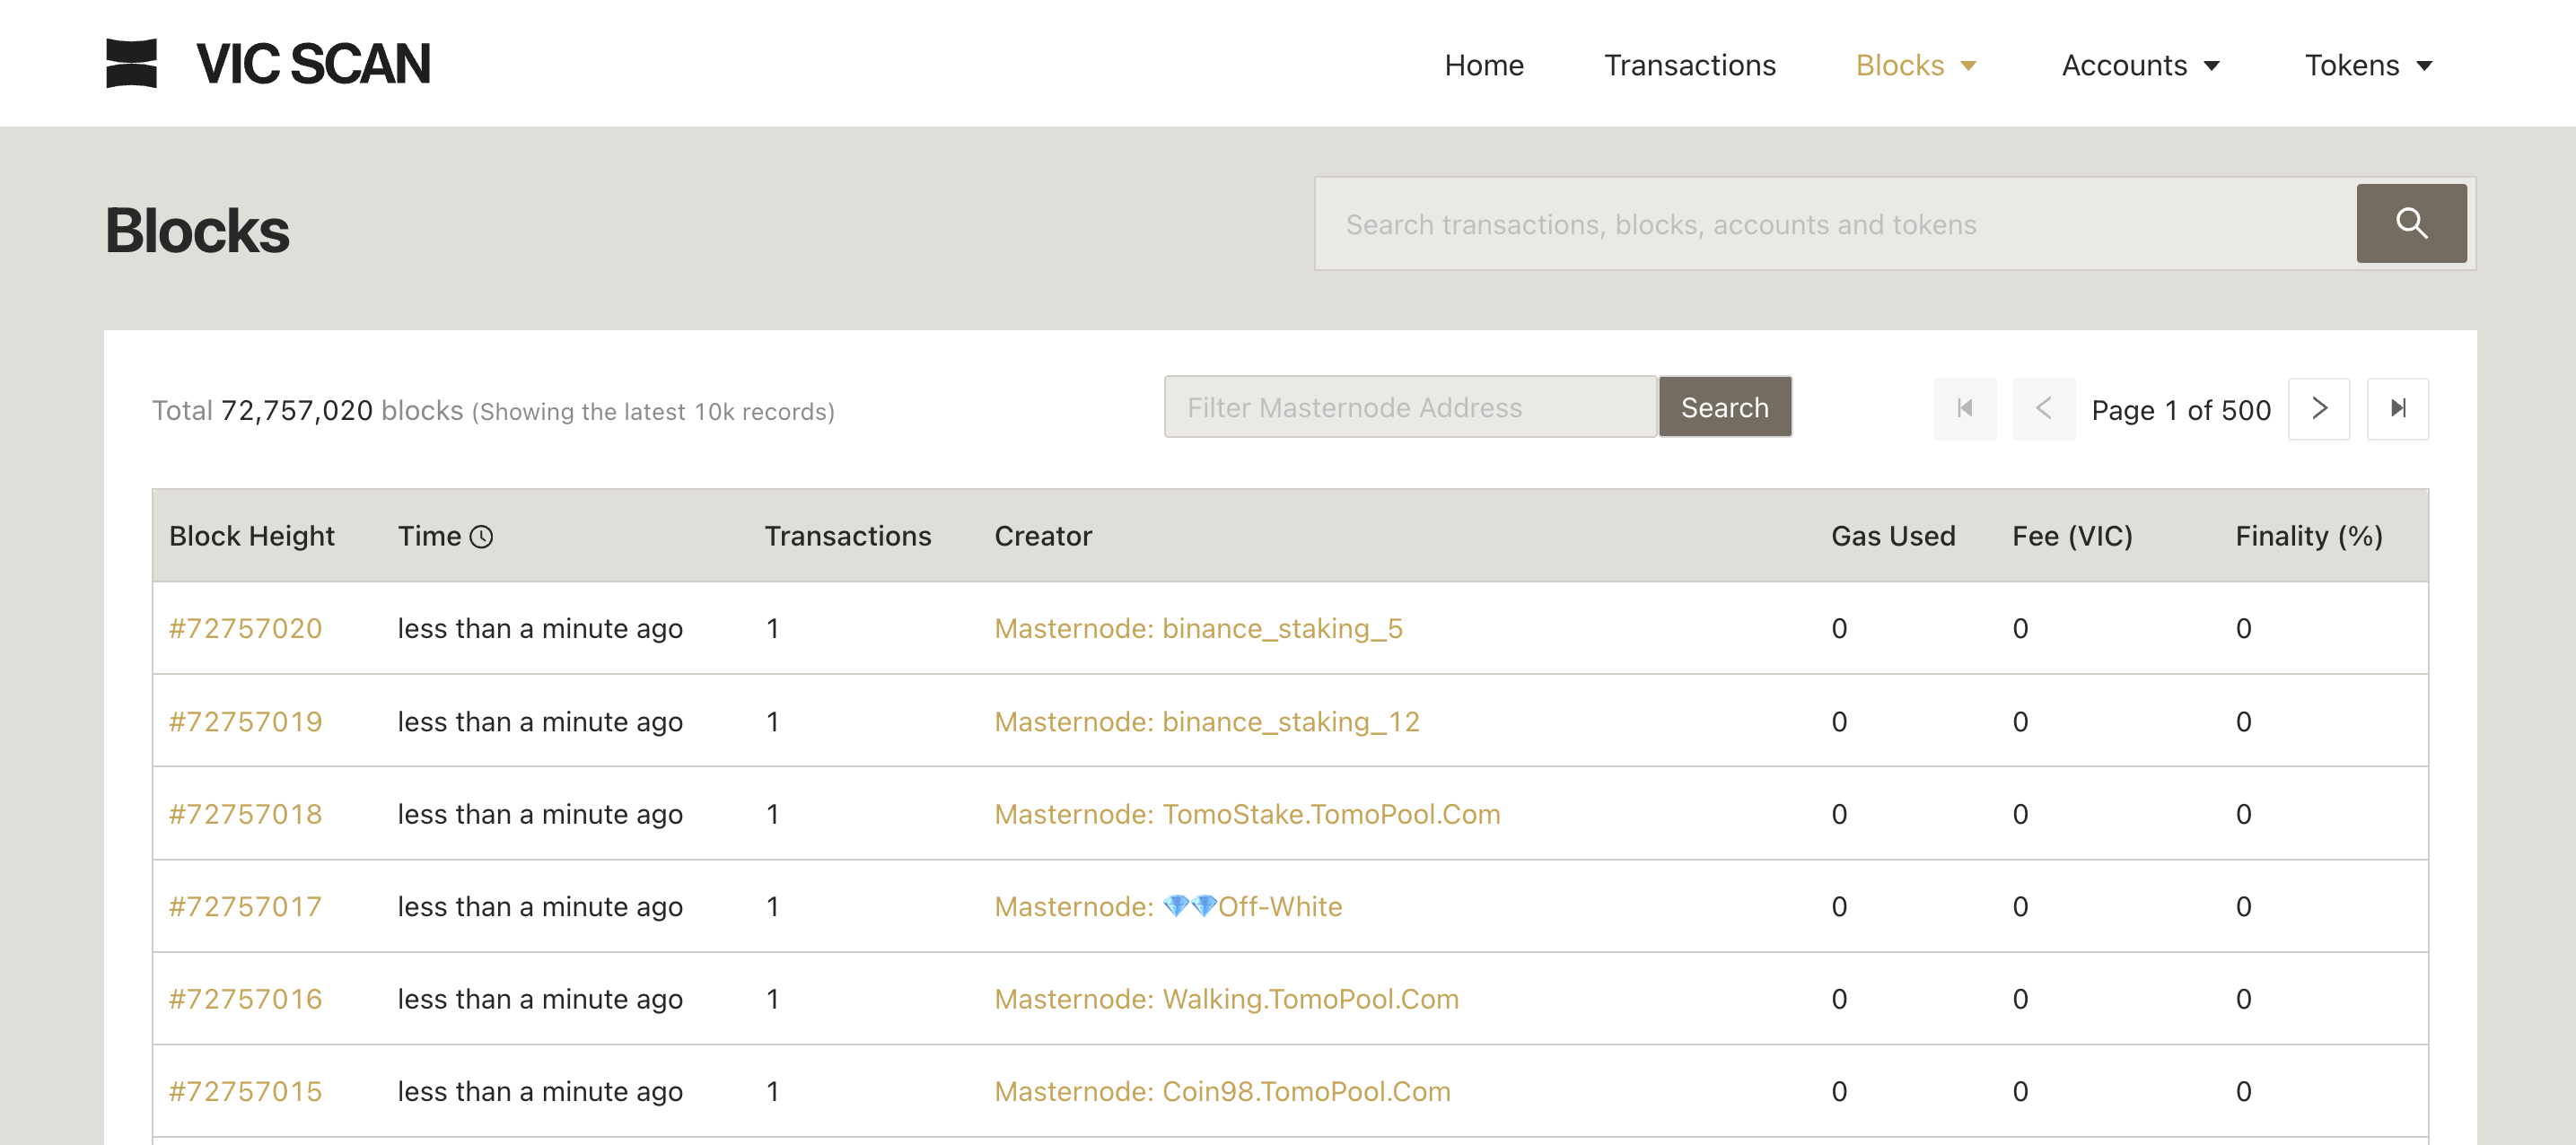 VIC SCAN
Home Transactions Blocks Accounts Tokens
Blocks
Search transactions, blocks, accounts and tokens
Total 72,757,020 blocks (Showing the latest 10k records)
Filter Masternode Address Search
Page 1 of 500
Block Height Time Transactions Creator Gas Used Fee (VIC) Finality (%)
#72757020 less than a minute ago 1 Masternode: binance_staking_5 0 0 0
#72757019 less than a minute ago 1 Masternode: binance_staking_12 0 0 0
#72757018 less than a minute ago 1 Masternode: TomoStake.TomoPool.Com 0 0 0
#72757017 less than a minute ago 1 Masternode: 💎💎Off-White 0 0 0
#72757016 less than a minute ago 1 Masternode: Walking.TomoPool.Com 0 0 0
#72757015 less than a minute ago 1 Masternode: Coin98.TomoPool.Com 0 0 0